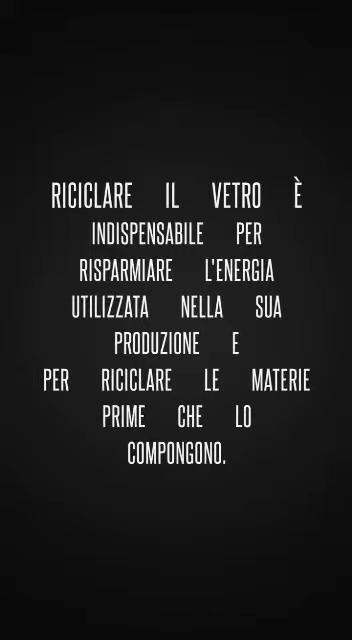 RICICLARE IL VETRO È
INDISPENSABILE PER
RISPARMIARE L'ENERGIA
UTILIZZATA NELLA SUA
PRODUZIONE E
PER RICICLARE LE MATERIE
PRIME CHE LO
COMPONGONO.